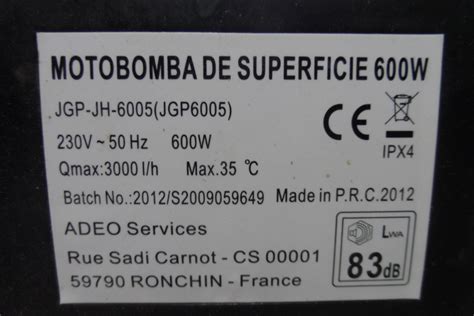 MOTOBOMBA DE SUPERFICIE 600W
JGP-JH-6005(JGP6005)
230V ~ 50 Hz 600W
Qmax:3000 l/h Max.35 ℃
CE
IPX4
Batch No.:2012/S2009059649 Made in P.R.C.2012
ADEO Services
Rue Sadi Carnot - CS 00001
59790 RONCHIN - France
LWA
83dB